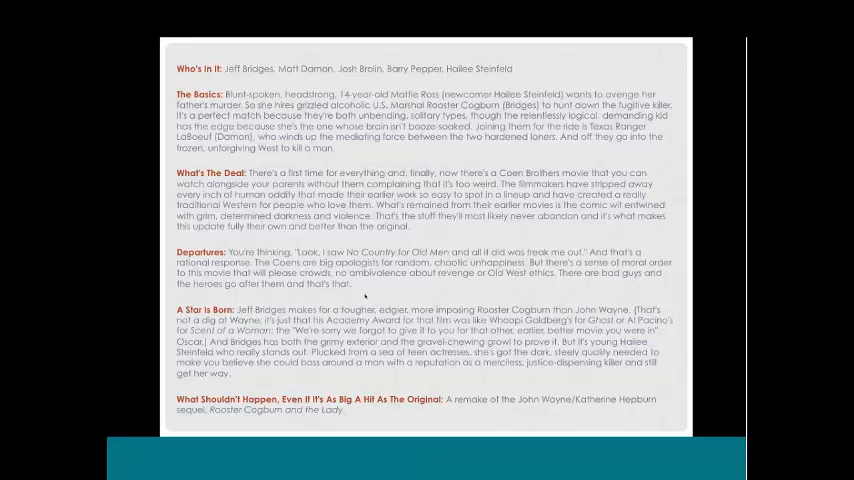 Who's In It: Jeff Bridges, Matt Damon, Josh Brolin, Barry Pepper, Hailee Steinfeld
The Basics: Blunt-spoken, headstrong, 14-year-old Mattie Ross (newcomer Hailee Steinfeld) wants to avenge her
father's murder. So she hires grizzled alcoholic U.S. Marshal Rooster Cogburn (Bridges) to hunt down the fugitive killer.
It's a perfect match because they're both unbending, solitary types, though the relentlessly logical, demanding kid
has the edge because she's the one whose brain isn't booze-soaked. Joining them for the ride is Texas Ranger
LaBoeuf (Damon), who winds up the mediating force between the two hardened loners. And off they go into the
frozen, unforgiving West to kill a man.
What's The Deal: There's a first time for everything and, finally, now there's a Coen Brothers movie that you can
watch alongside your parents without them complaining that it's too weird. The filmmakers have stripped away
every inch of human oddity that made their earlier work so easy to spot in a lineup and have created a really
traditional Western for people who love them. What's remained from their earlier movies is the comic wit entwined
with grim, determined darkness and violence. That's the stuff they'll most likely never abandon and it's what makes
this update fully their own and better than the original.
Departures: You're thinking, "Look, I saw No Country for Old Men and all it did was freak me out." And that's a
rational response. The Coens are big apologists for random, chaotic unhappiness. But there's a sense of moral order
to this movie that will please crowds, no ambivalence about revenge or Old West ethics. There are bad guys and
the heroes go after them and that's that.
A Star Is Born: Jeff Bridges makes for a tougher, edgier, more imposing Rooster Cogburn than John Wayne. (That's
not a dig at Wayne; it's just that his Academy Award for that film was like Whoopi Goldberg's for Ghost or Al Pacino's
for Scent of a Woman: the "We're sorry we forgot to give it to you for that other, earlier, better movie you were in"
Oscar.) And Bridges has both the grimy exterior and the gravel-chewing growl to prove it. But it's young Hailee
Steinfeld who really stands out. Plucked from a sea of teen actresses, she's got the dark, steely quality needed to
make you believe she could boss around a man with a reputation as a merciless, justice-dispensing killer and still
get her way.
What Shouldn't Happen, Even If It's As Big A Hit As The Original: A remake of the John Wayne/Katherine Hepburn
sequel, Rooster Cogburn and the Lady.